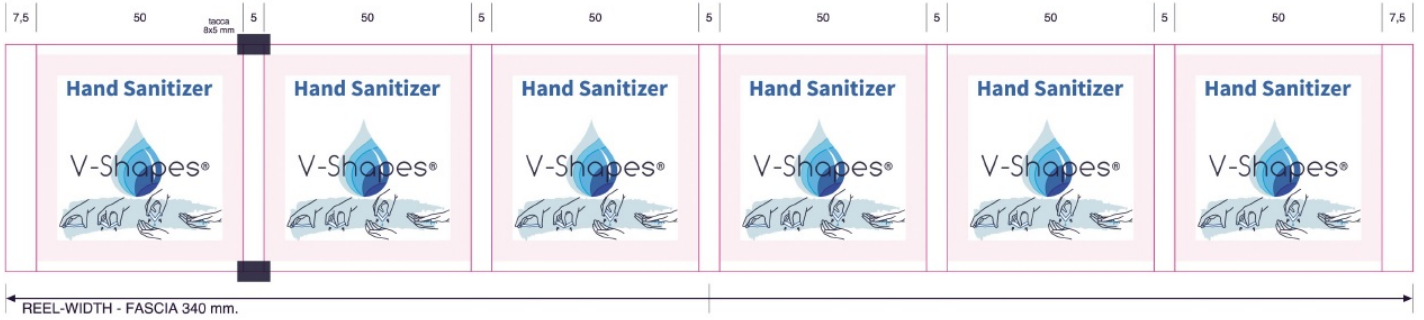 7,5 50 tacca 5 50 5 50 5 50 5 50 5 50 7,5
8x5 mm
Hand Sanitizer Hand Sanitizer Hand Sanitizer Hand Sanitizer Hand Sanitizer Hand Sanitizer
V-Shapes® V-Shapes® V-Shapes® V-Shapes® V-Shapes® V-Shapes®
REEL-WIDTH - FASCIA 340 mm.